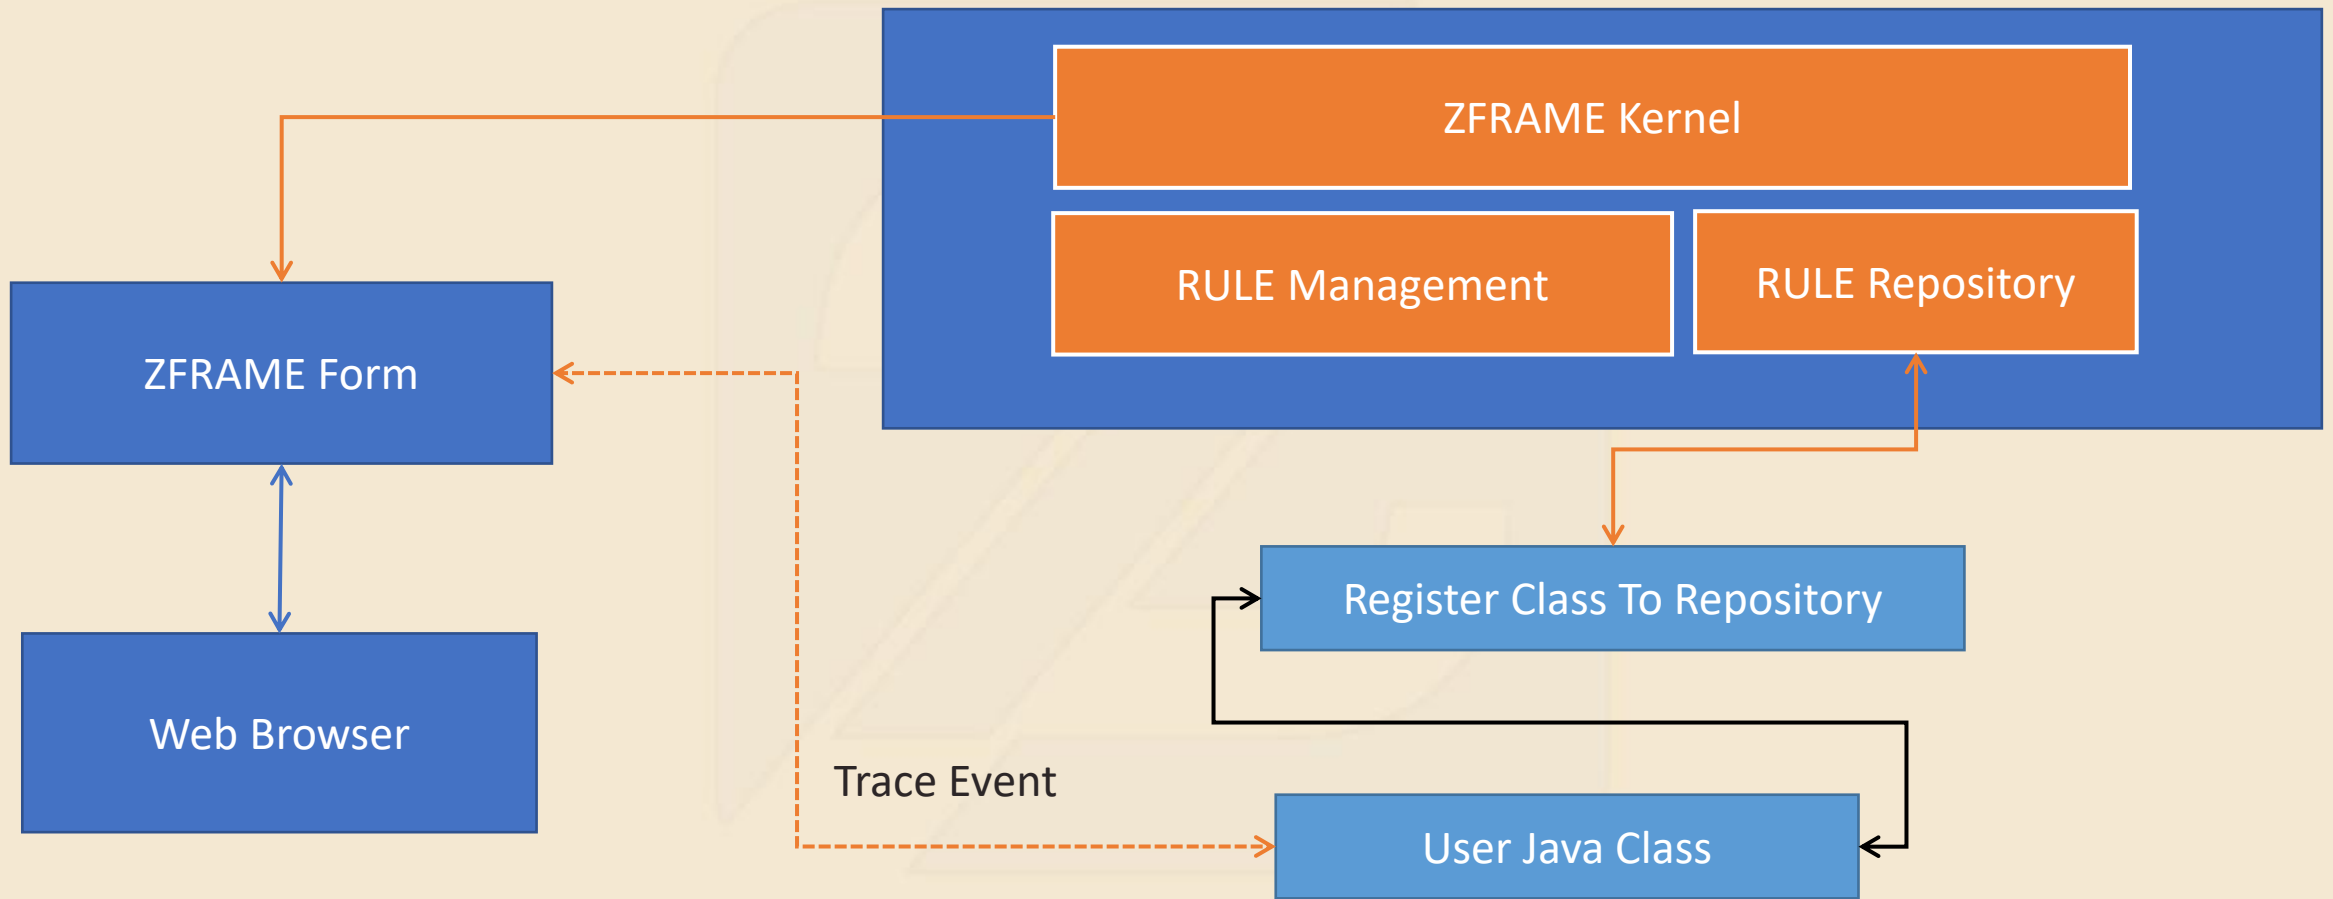 ZFRAME Kernel
RULE Management
RULE Repository
ZFRAME Form
Register Class To Repository
Web Browser
Trace Event
User Java Class